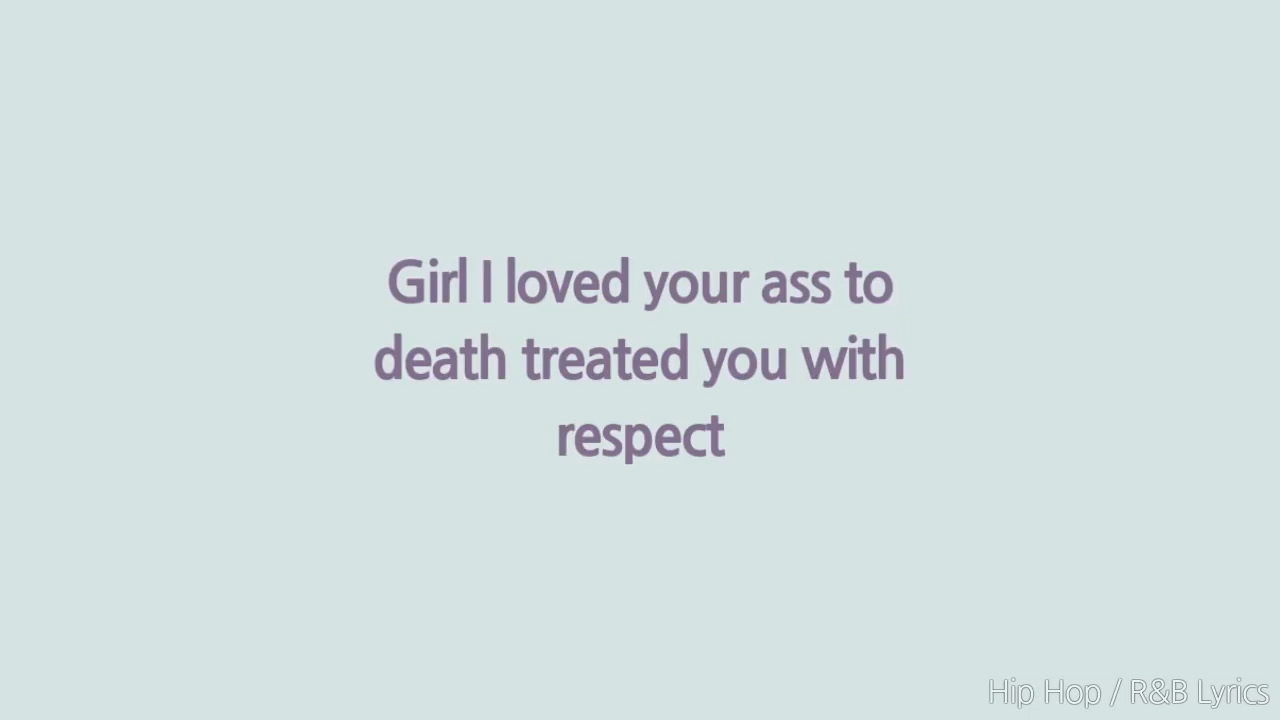 Girl I loved your ass to
death treated you with
respect
Hip Hop / R&B Lyrics